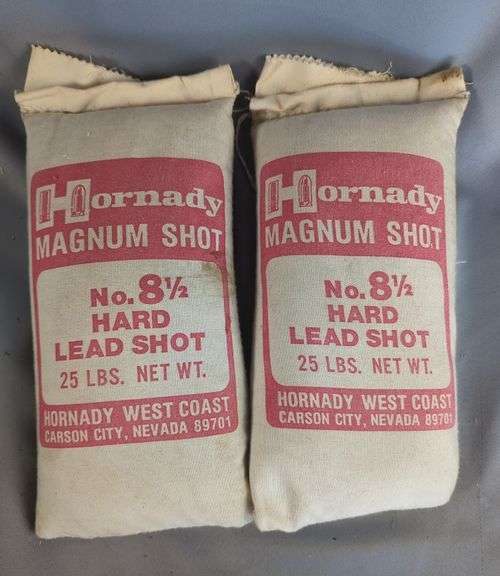 Hornady
MAGNUM SHOT
No. 8½
HARD
LEAD SHOT
25 LBS. NET WT.
HORNADY WEST COAST
CARSON CITY, NEVADA 89701
Hornady
MAGNUM SHOT
No. 8½
HARD
LEAD SHOT
25 LBS. NET WT.
HORNADY WEST COAST
CARSON CITY, NEVADA 89701